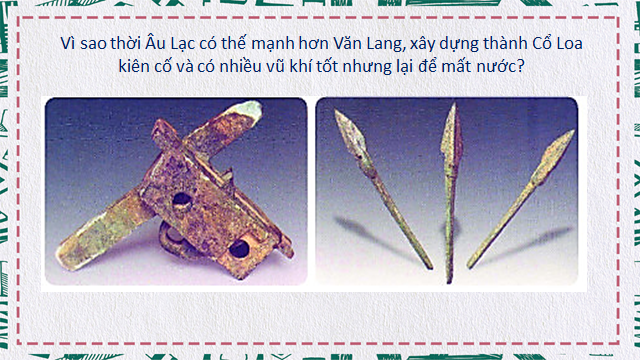 Vì sao thời Âu Lạc có thế mạnh hơn Văn Lang, xây dựng thành Cổ Loa
kiên cố và có nhiều vũ khí tốt nhưng lại để mất nước?